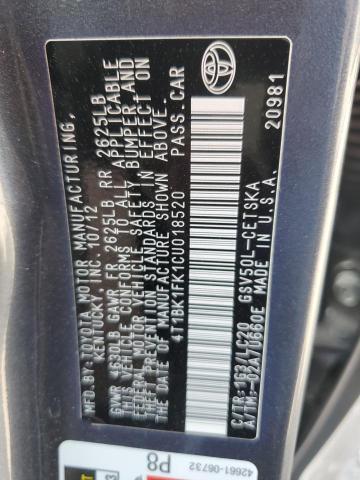 MFD. BY: TOYOTA MOTOR MANUFACTURING,
KENTUCKY, INC. 10/12
GVWR 4630LB GAWR FR 2625LB RR 2625LB
THIS VEHICLE CONFORMS TO ALL APPLICABLE
FEDERAL MOTOR VEHICLE SAFETY, BUMPER, AND
THEFT PREVENTION STANDARDS IN EFFECT ON
THE DATE OF MANUFACTURE SHOWN ABOVE.
4T1BK1FK1CU018520 PASS. CAR
C/TR:1G3/LC20 GSV50L-CETSKA
A/TM:-02A/U660E MADE IN U.S.A.
20981
42661-06732
P8